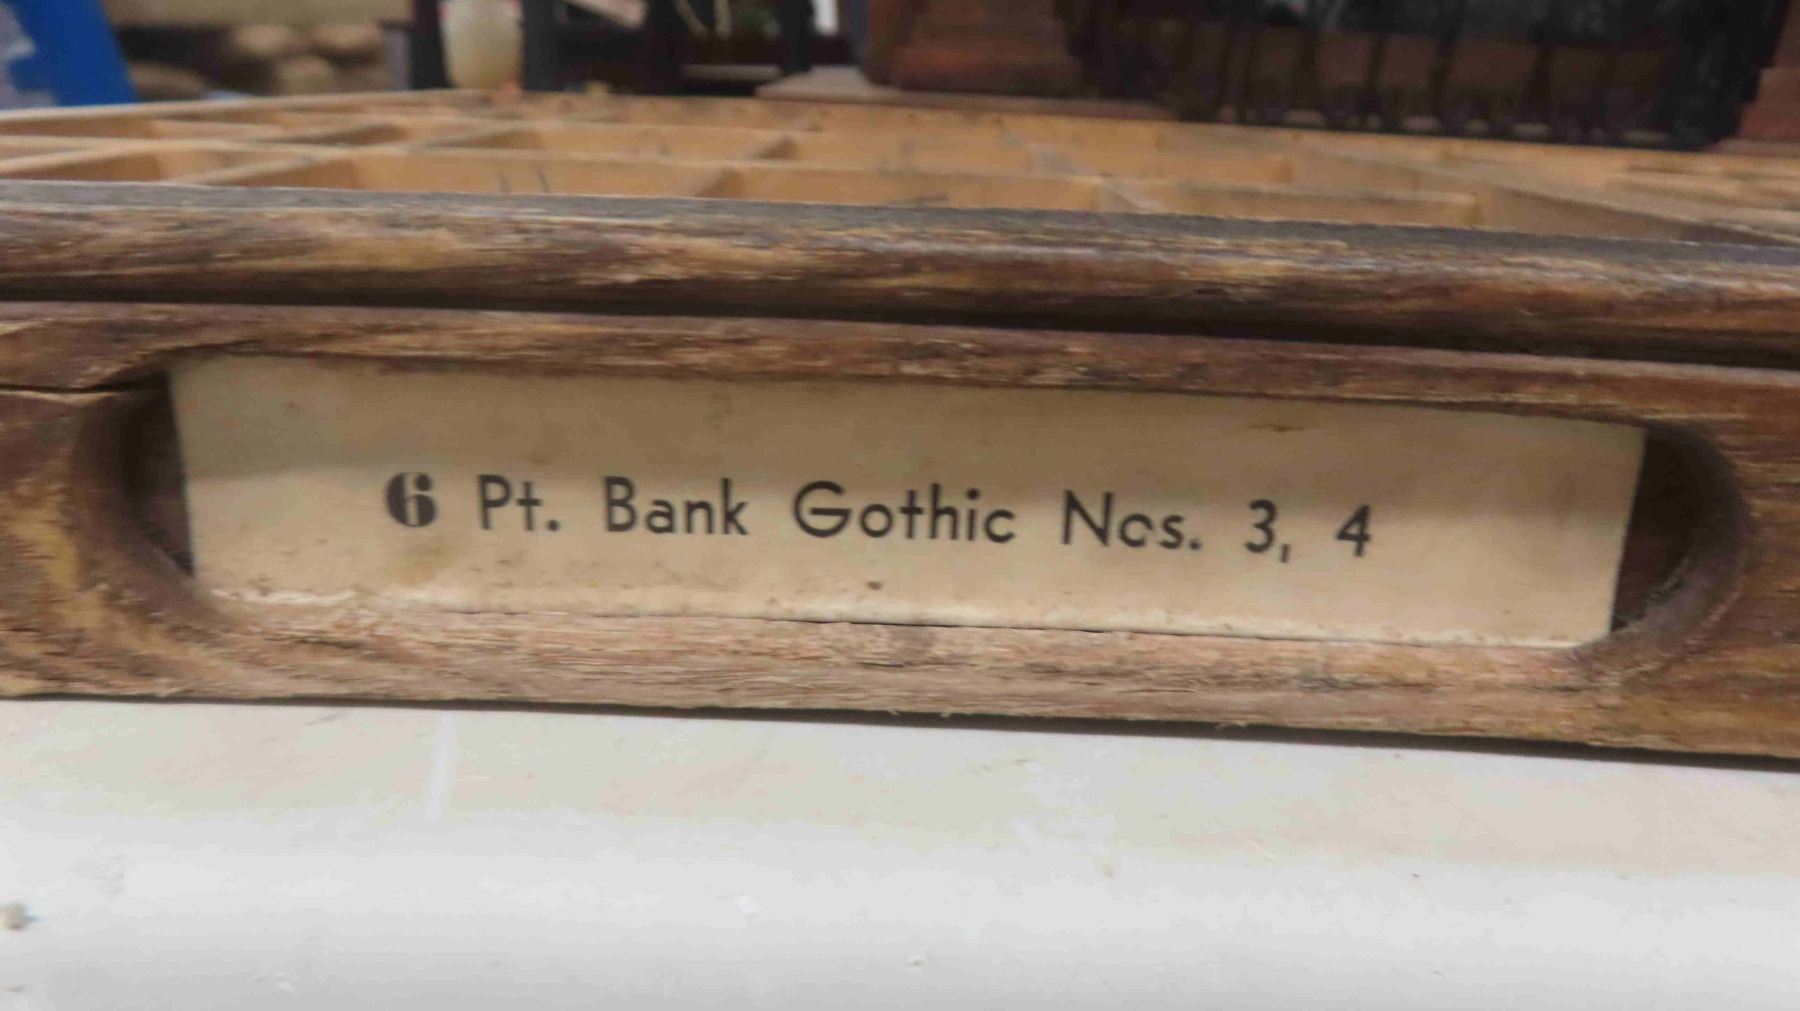 6 Pt. Bank Gothic Nos. 3, 4